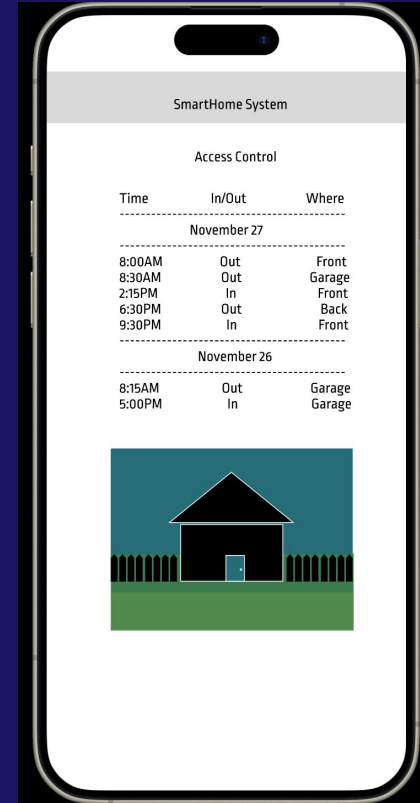 SmartHome System
Access Control
Time In/Out Where
--------------------------------------
November 27
--------------------------------------
8:00AM Out Front
8:30AM Out Garage
2:15PM In Front
6:30PM Out Back
9:30PM In Front
--------------------------------------
November 26
--------------------------------------
8:15AM Out Garage
5:00PM In Garage